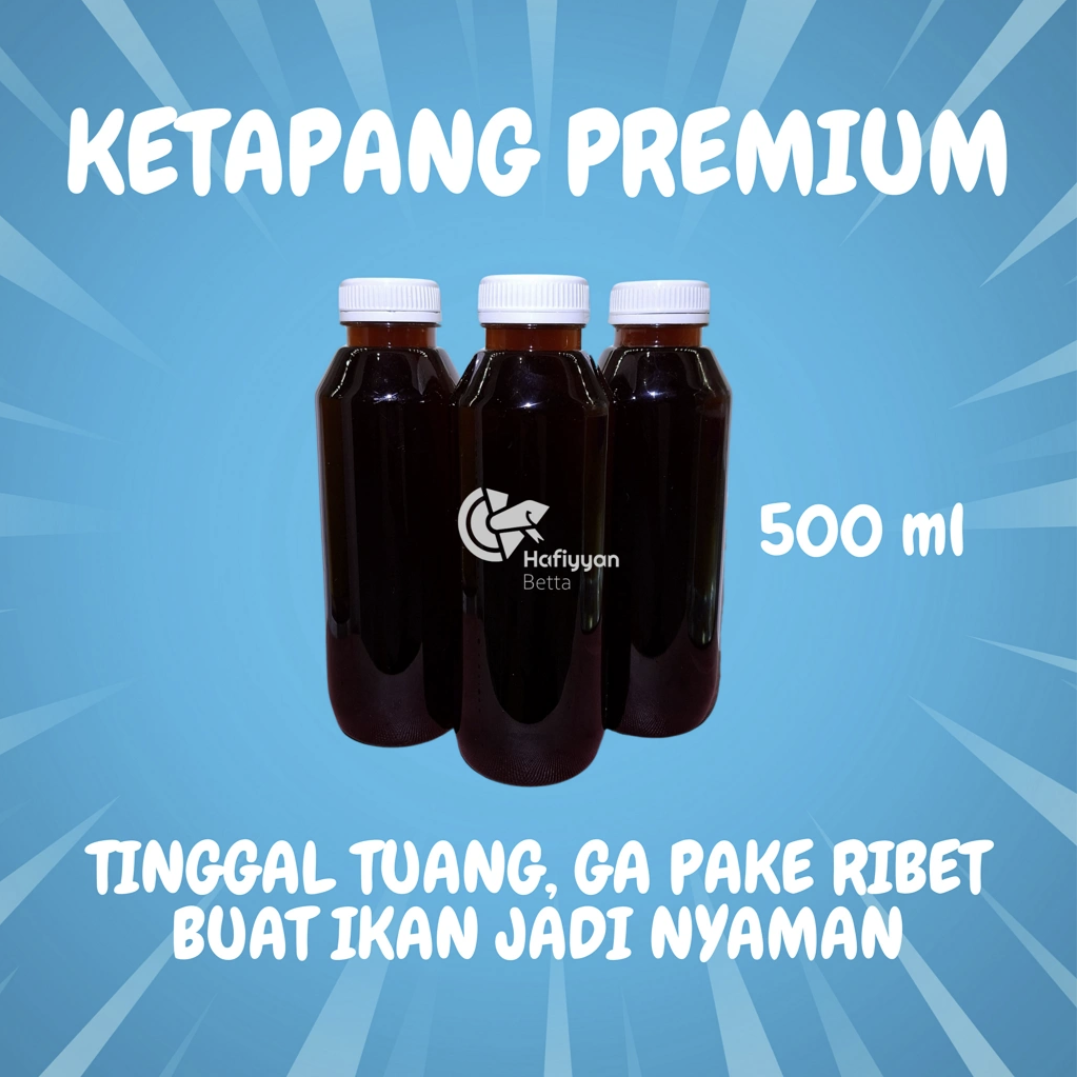 KETAPANG PREMIUM
500 ml
Hafiyyan
Betta
TINGGAL TUANG, GA PAKE RIBET
BUAT IKAN JADI NYAMAN